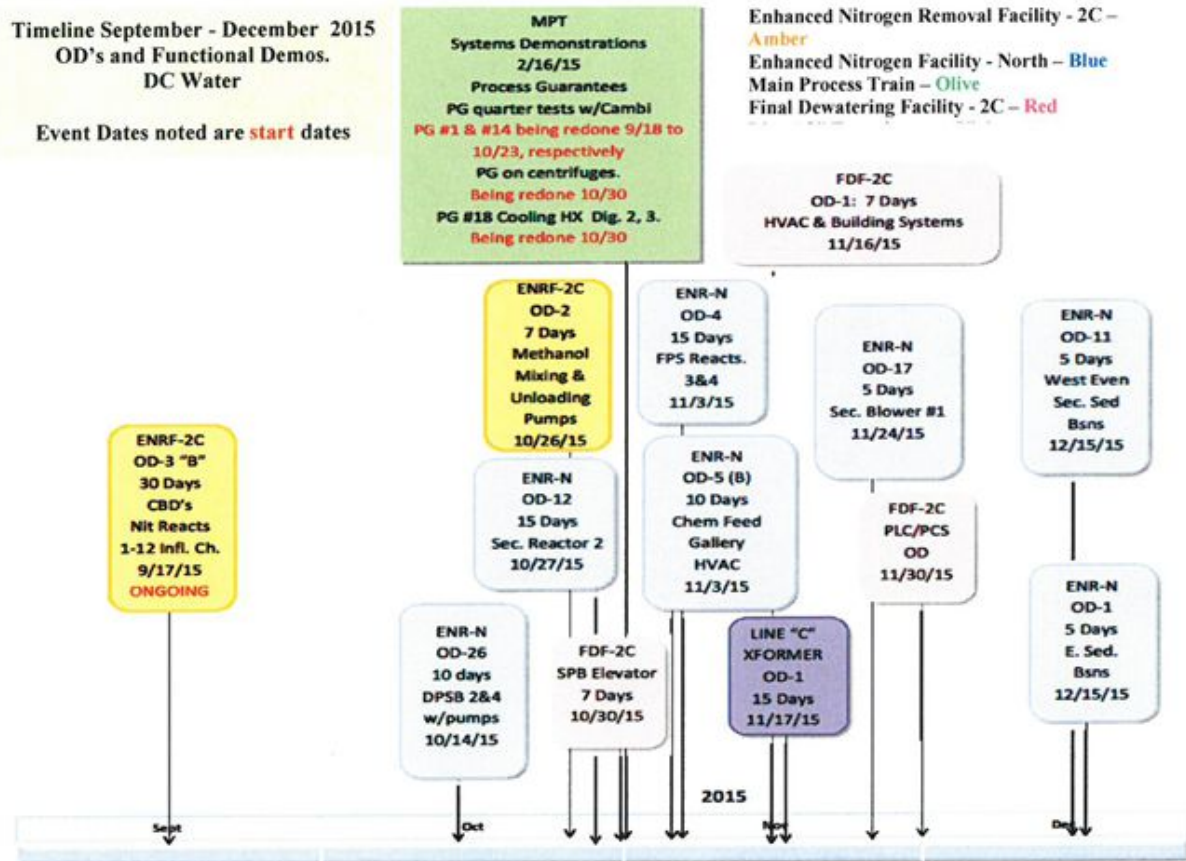 Timeline September - December 2015
OD's and Functional Demos.
DC Water
Event Dates noted are start dates
MPT
Systems Demonstrations
2/16/15
Process Guarantees
PG quarter tests w/Cambi
PG #1 & #14 being redone 9/18 to
10/23, respectively
PG on centrifuges.
Being redone 10/30
PG #18 Cooling HX Dig. 2, 3.
Being redone 10/30
Enhanced Nitrogen Removal Facility - 2C –
Amber
Enhanced Nitrogen Facility - North – Blue
Main Process Train – Olive
Final Dewatering Facility - 2C – Red
FDF-2C
OD-1: 7 Days
HVAC & Building Systems
11/16/15
ENRF-2C
OD-3 "B"
30 Days
CBD's
Nit Reacts
1-12 Infl. Ch.
9/17/15
ONGOING
ENRF-2C
OD-2
7 Days
Methanol
Mixing &
Unloading
Pumps
10/26/15
ENR-N
OD-12
15 Days
Sec. Reactor 2
10/27/15
ENR-N
OD-26
10 days
DPSB 2&4
w/pumps
10/14/15
FDF-2C
SPB Elevator
7 Days
10/30/15
ENR-N
OD-4
15 Days
FPS Reacts.
3&4
11/3/15
ENR-N
OD-5 (B)
10 Days
Chem Feed
Gallery
HVAC
11/3/15
LINE "C"
XFORMER
OD-1
15 Days
11/17/15
ENR-N
OD-17
5 Days
Sec. Blower #1
11/24/15
FDF-2C
PLC/PCS
OD
11/30/15
ENR-N
OD-11
5 Days
West Even
Sec. Sed
Bsns
12/15/15
ENR-N
OD-1
5 Days
E. Sed.
Bsns
12/15/15
2015
Sept
Oct
Nov
Dec